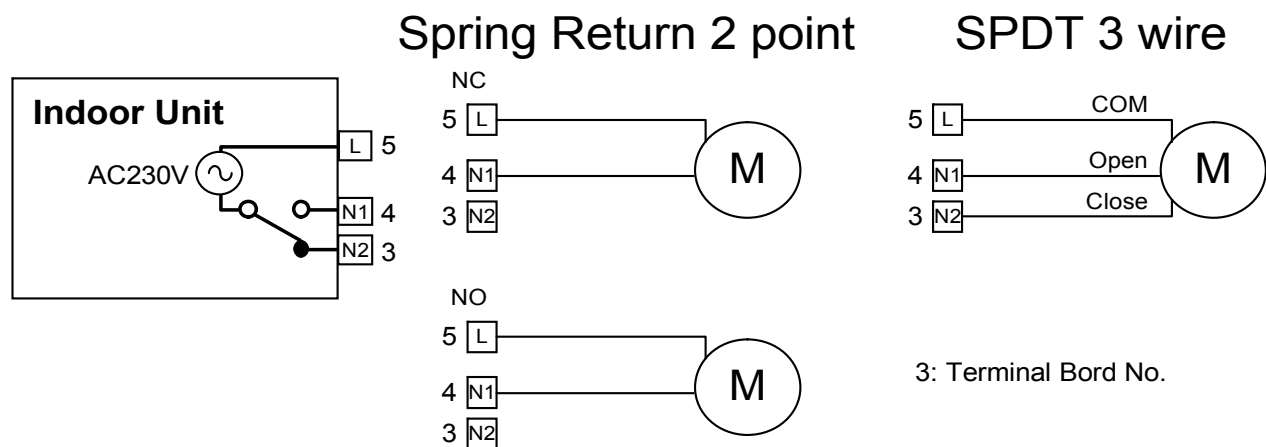 Spring Return 2 point
SPDT 3 wire
Indoor Unit
AC230V
L 5
N1 4
N2 3
NC
5 L
4 N1
3 N2
M
NO
5 L
4 N1
3 N2
M
5 L COM
4 N1 Open
3 N2 Close
M
3: Terminal Bord No.